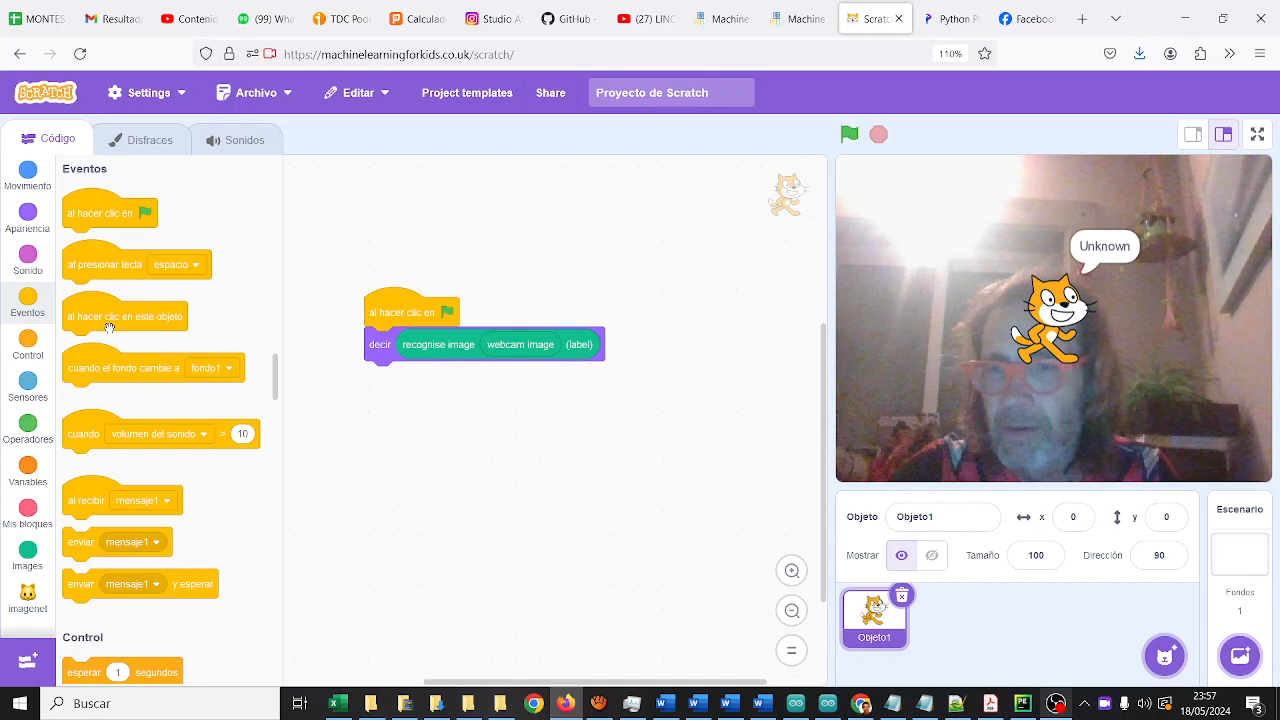 MONTES
Resultad
Contenid
(99) Wha
TDC Pod
Calculad
Studio A
GitHub
(27) LINC
Machine
Machine
Scratc
Python P
Facebook
https://machinelearningforkids.co.uk/scratch/
110%
SCRATCH
Settings
Archivo
Editar
Project templates
Share
Proyecto de Scratch
Código
Disfraces
Sonidos
Movimiento
Apariencia
Sonido
Eventos
Control
Sensores
Operadores
Variables
Mis bloques
Images
imagenet
Eventos
al hacer clic en
al presionar tecla espacio
al hacer clic en este objeto
cuando el fondo cambie a fondo1
cuando volumen del sonido > 10
al recibir mensaje1
enviar mensaje1
enviar mensaje1 y esperar
Control
esperar 1 segundos
al hacer clic en
decir recognise image webcam image (label)
Unknown
Objeto Objeto1 x 0 y 0
Mostrar Tamaño 100 Dirección 90
Objeto1
Escenario
Fondos
1
Buscar
23:57
18/05/2024